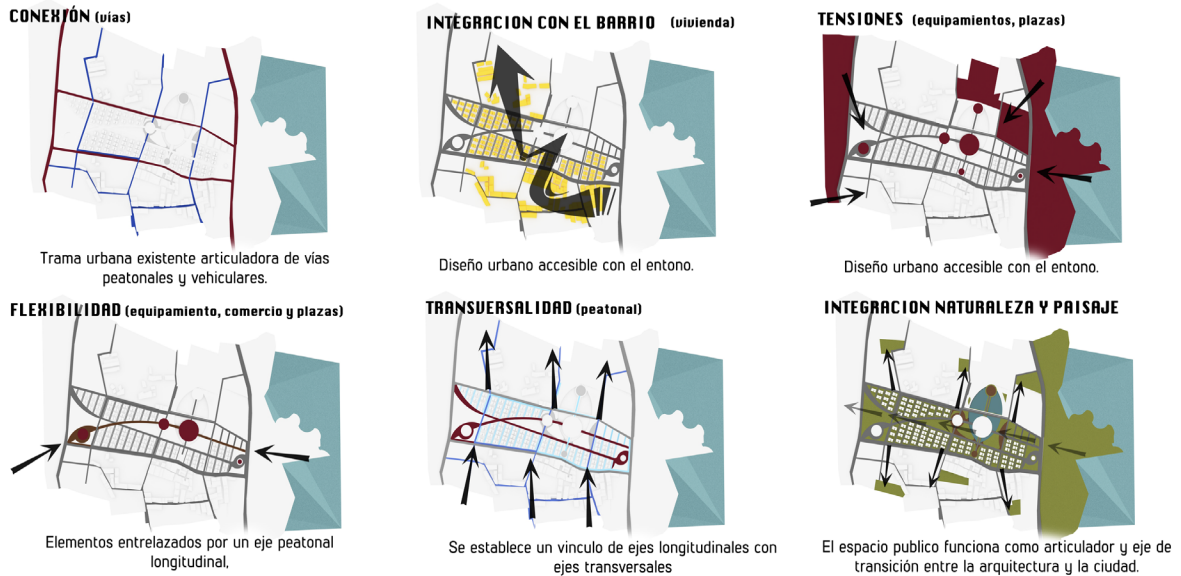 CONEXIÓN (vías)
Trama urbana existente articuladora de vías
peatonales y vehiculares.
INTEGRACION CON EL BARRIO (vivienda)
Diseño urbano accesible con el entono.
TENSIONES (equipamientos, plazas)
Diseño urbano accesible con el entono.
FLEXIBILIDAD (equipamiento, comercio y plazas)
Elementos entrelazados por un eje peatonal
longitudinal,
TRANSVERSALIDAD (peatonal)
Se establece un vinculo de ejes longitudinales con
ejes transversales
INTEGRACION NATURALEZA Y PAISAJE
El espacio publico funciona como articulador y eje de
transición entre la arquitectura y la ciudad.